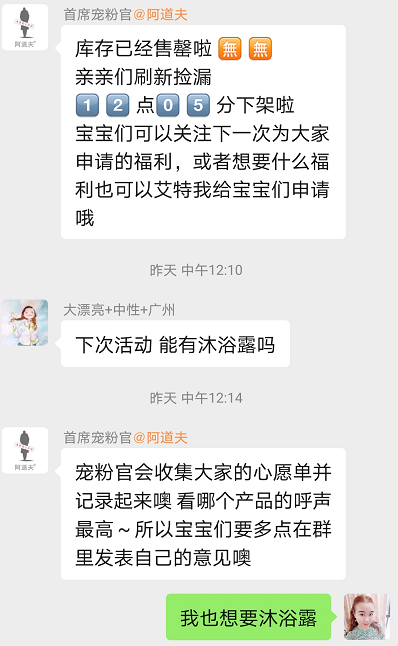 首席宠粉官@阿道夫
阿道夫
库存已经售罄啦 🈚 🈚
亲亲们刷新捡漏
1️⃣ 2️⃣ 点0️⃣ 5️⃣ 分下架啦
宝宝们可以关注下一次为大家
申请的福利，或者想要什么福
利也可以艾特我给宝宝们申请
哦
昨天 中午12:10
大漂亮+中性+广州
下次活动 能有沐浴露吗
昨天 中午12:14
首席宠粉官@阿道夫
阿道夫
宠粉官会收集大家的心愿单并
记录起来噢 看哪个产品的呼声
最高～所以宝宝们要多点在群
里发表自己的意见噢
我也想要沐浴露